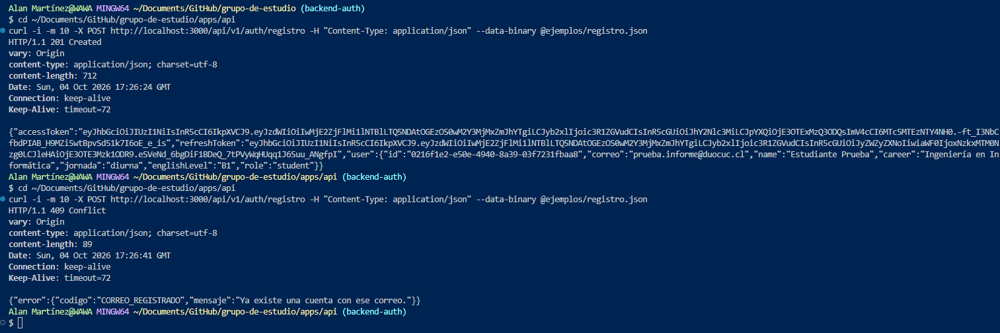 Alan Martínez@WAWA MINGW64 ~/Documents/GitHub/grupo-de-estudio (backend-auth)
$ cd ~/Documents/GitHub/grupo-de-estudio/apps/api
curl -i -m 10 -X POST http://localhost:3000/api/v1/auth/registro -H "Content-Type: application/json" --data-binary @ejemplos/registro.json
HTTP/1.1 201 Created
vary: Origin
content-type: application/json; charset=utf-8
content-length: 712
Date: Sun, 04 Oct 2026 17:26:24 GMT
Connection: keep-alive
Keep-Alive: timeout=72

{"accessToken":"","refreshToken":"","user":{"id":"0216f1e2-e50e-4940-8a39-03f7231fbaa8","correo":"prueba.informe@duocuc.cl","name":"Estudiante Prueba","career":"Ingeniería en In
formática","jornada":"diurna","englishLevel":"B1","role":"student"}}
Alan Martínez@WAWA MINGW64 ~/Documents/GitHub/grupo-de-estudio/apps/api (backend-auth)
$ cd ~/Documents/GitHub/grupo-de-estudio/apps/api
curl -i -m 10 -X POST http://localhost:3000/api/v1/auth/registro -H "Content-Type: application/json" --data-binary @ejemplos/registro.json
HTTP/1.1 409 Conflict
vary: Origin
content-type: application/json; charset=utf-8
content-length: 89
Date: Sun, 04 Oct 2026 17:26:41 GMT
Connection: keep-alive
Keep-Alive: timeout=72

{"error":{"codigo":"CORREO_REGISTRADO","mensaje":"Ya existe una cuenta con ese correo."}}
Alan Martínez@WAWA MINGW64 ~/Documents/GitHub/grupo-de-estudio/apps/api (backend-auth)
$